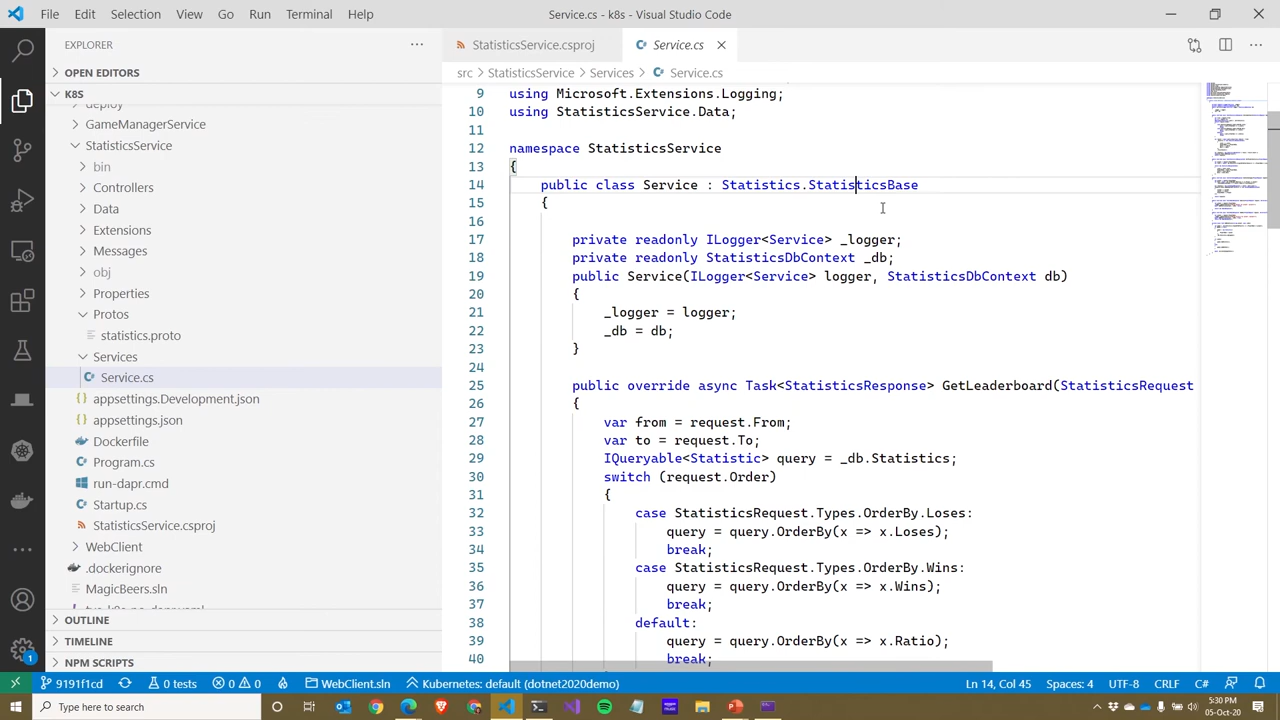 File Edit Selection View Go Run Terminal Help
Service.cs - k8s - Visual Studio Code
EXPLORER
OPEN EDITORS
K8S
deploy
GameManagerService
StatisticsService
bin
Controllers
Data
Extensions
Messages
obj
Properties
Protos
statistics.proto
Services
Service.cs
appsettings.Development.json
appsettings.json
Dockerfile
Program.cs
run-dapr.cmd
Startup.cs
StatisticsService.csproj
WebClient
.dockerignore
MagicBeers.sln
OUTLINE
TIMELINE
NPM SCRIPTS
StatisticsService.csproj
Service.cs
src > StatisticsService > Services > Service.cs
9 using Microsoft.Extensions.Logging;
10 using StatisticsService.Data;
11
12 namespace StatisticsService
13 {
14 public class Service : Statistics.StatisticsBase
15 {
16
17 private readonly ILogger<Service> _logger;
18 private readonly StatisticsDbContext _db;
19 public Service(ILogger<Service> logger, StatisticsDbContext db)
20 {
21 _logger = logger;
22 _db = db;
23 }
24
25 public override async Task<StatisticsResponse> GetLeaderboard(StatisticsRequest
26 {
27 var from = request.From;
28 var to = request.To;
29 IQueryable<Statistic> query = _db.Statistics;
30 switch (request.Order)
31 {
32 case StatisticsRequest.Types.OrderBy.Loses:
33 query = query.OrderBy(x => x.Loses);
34 break;
35 case StatisticsRequest.Types.OrderBy.Wins:
36 query = query.OrderBy(x => x.Wins);
37 break;
38 default:
39 query = query.OrderBy(x => x.Ratio);
40 break;
1
9191f1cd 0 tests 0 0 WebClient.sln Kubernetes: default (dotnet2020demo)
Ln 14, Col 45 Spaces: 4 UTF-8 CRLF C#
Type here to search
5:30 PM
05-Oct-20